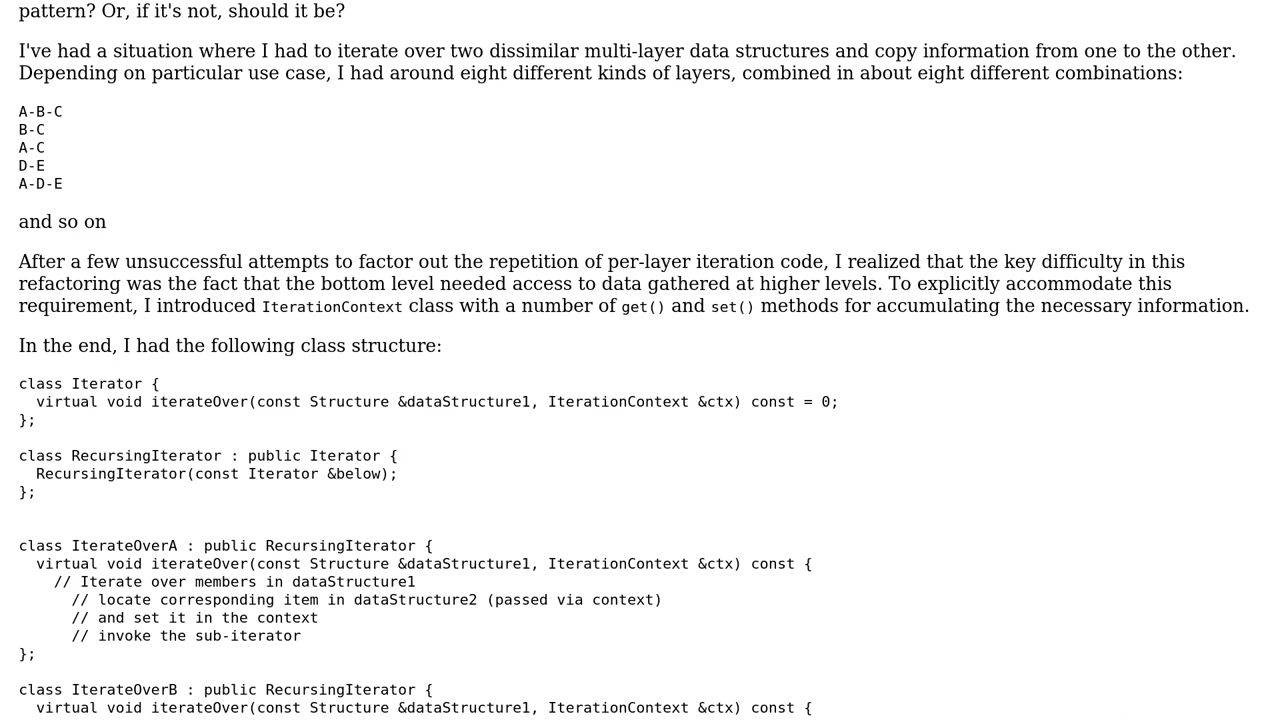 pattern? Or, if it's not, should it be?
I've had a situation where I had to iterate over two dissimilar multi-layer data structures and copy information from one to the other.
Depending on particular use case, I had around eight different kinds of layers, combined in about eight different combinations:
A-B-C
B-C
A-C
D-E
A-D-E
and so on
After a few unsuccessful attempts to factor out the repetition of per-layer iteration code, I realized that the key difficulty in this
refactoring was the fact that the bottom level needed access to data gathered at higher levels. To explicitly accommodate this
requirement, I introduced IterationContext class with a number of get() and set() methods for accumulating the necessary information.
In the end, I had the following class structure:
class Iterator {
  virtual void iterateOver(const Structure &dataStructure1, IterationContext &ctx) const = 0;
};
class RecursingIterator : public Iterator {
  RecursingIterator(const Iterator &below);
};
class IterateOverA : public RecursingIterator {
  virtual void iterateOver(const Structure &dataStructure1, IterationContext &ctx) const {
    // Iterate over members in dataStructure1
      // locate corresponding item in dataStructure2 (passed via context)
      // and set it in the context
      // invoke the sub-iterator
};
class IterateOverB : public RecursingIterator {
  virtual void iterateOver(const Structure &dataStructure1, IterationContext &ctx) const {